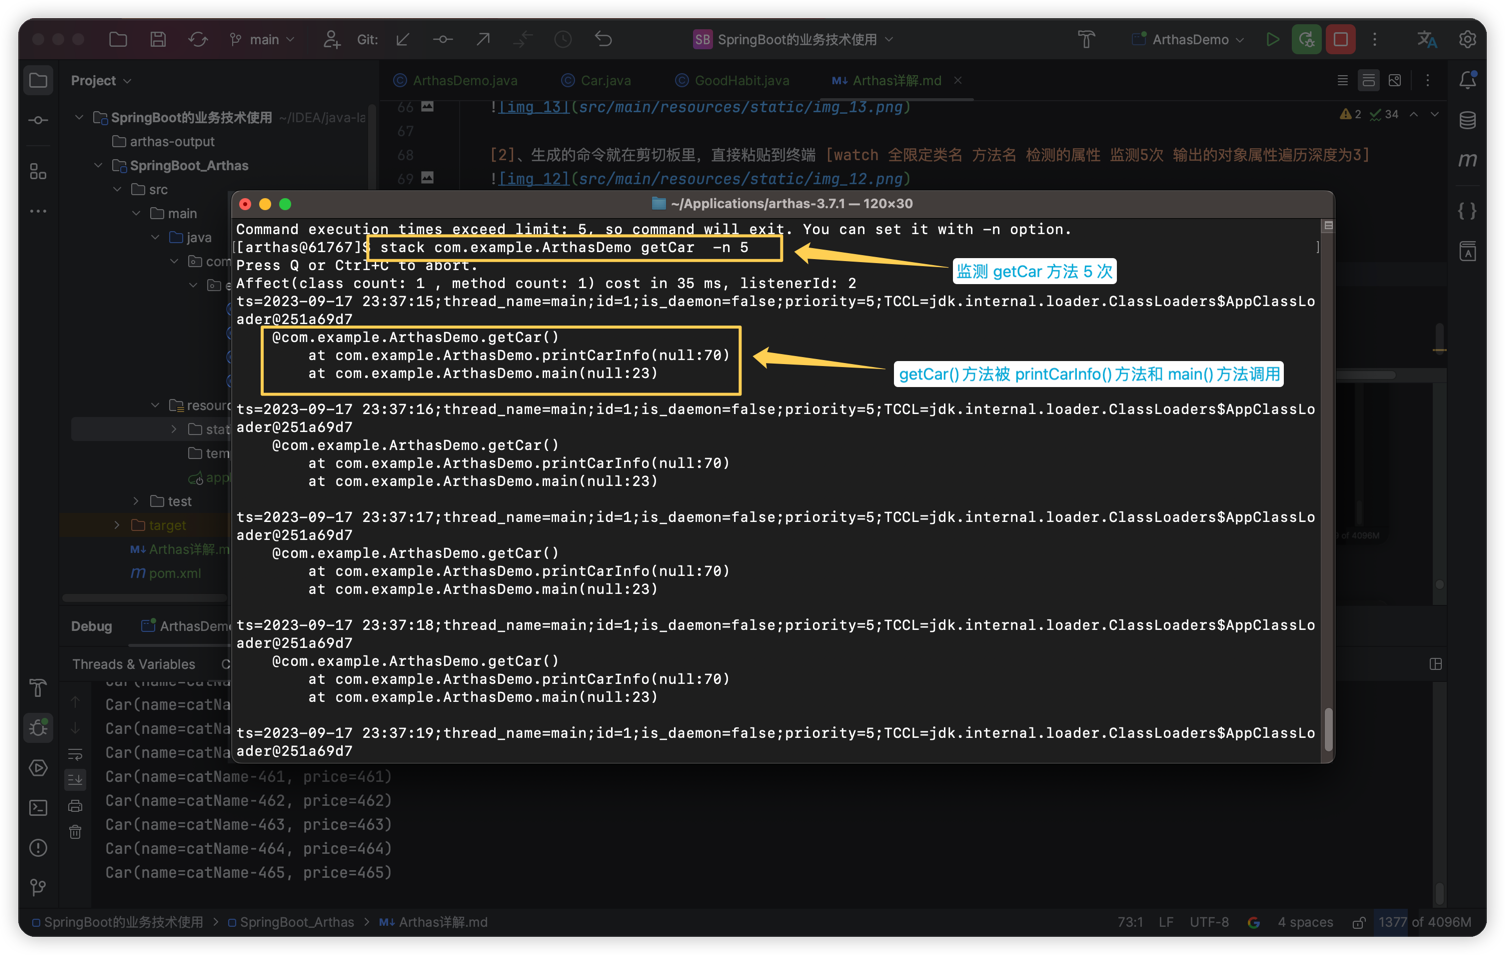 main
Git:
SB SpringBoot的业务技术使用
ArthasDemo
Project
ArthasDemo.java
Car.java
GoodHabit.java
M↓ Arthas详解.md
SpringBoot的业务技术使用 ~/IDEA/java-la
arthas-output
SpringBoot_Arthas
src
main
java
com
resour
stat
tem
appl
test
target
M↓ Arthas详解.m
m pom.xml
66 ![img_13](src/main/resources/static/img_13.png)
2 34
67
68 [2]、生成的命令就在剪切板里，直接粘贴到终端 [watch 全限定类名 方法名 检测的属性 监测5次 输出的对象属性遍历深度为3]
69 ![img_12](src/main/resources/static/img_12.png)
~/Applications/arthas-3.7.1 — 120×30
Command execution times exceed limit: 5, so command will exit. You can set it with -n option.
[[arthas@61767]$ stack com.example.ArthasDemo getCar  -n 5 ]
Press Q or Ctrl+C to abort.
监测 getCar 方法 5 次
Affect(class count: 1 , method count: 1) cost in 35 ms, listenerId: 2
ts=2023-09-17 23:37:15;thread_name=main;id=1;is_daemon=false;priority=5;TCCL=jdk.internal.loader.ClassLoaders$AppClassLo
ader@251a69d7
@com.example.ArthasDemo.getCar()
at com.example.ArthasDemo.printCarInfo(null:70)
at com.example.ArthasDemo.main(null:23)
getCar()方法被 printCarInfo()方法和 main()方法调用
ts=2023-09-17 23:37:16;thread_name=main;id=1;is_daemon=false;priority=5;TCCL=jdk.internal.loader.ClassLoaders$AppClassLo
ader@251a69d7
@com.example.ArthasDemo.getCar()
at com.example.ArthasDemo.printCarInfo(null:70)
at com.example.ArthasDemo.main(null:23)
ts=2023-09-17 23:37:17;thread_name=main;id=1;is_daemon=false;priority=5;TCCL=jdk.internal.loader.ClassLoaders$AppClassLo
ader@251a69d7
@com.example.ArthasDemo.getCar()
at com.example.ArthasDemo.printCarInfo(null:70)
at com.example.ArthasDemo.main(null:23)
ts=2023-09-17 23:37:18;thread_name=main;id=1;is_daemon=false;priority=5;TCCL=jdk.internal.loader.ClassLoaders$AppClassLo
ader@251a69d7
@com.example.ArthasDemo.getCar()
at com.example.ArthasDemo.printCarInfo(null:70)
at com.example.ArthasDemo.main(null:23)
ts=2023-09-17 23:37:19;thread_name=main;id=1;is_daemon=false;priority=5;TCCL=jdk.internal.loader.ClassLoaders$AppClassLo
ader@251a69d7
of 4096M
Debug
ArthasDem
Threads & Variables
Car(name=catNa
Car(name=catNa
Car(name=catNa
Car(name=catNa
Car(name=catName-461, price=461)
Car(name=catName-462, price=462)
Car(name=catName-463, price=463)
Car(name=catName-464, price=464)
Car(name=catName-465, price=465)
SpringBoot的业务技术使用 > SpringBoot_Arthas > M↓ Arthas详解.md
73:1 LF UTF-8 4 spaces 1377 of 4096M